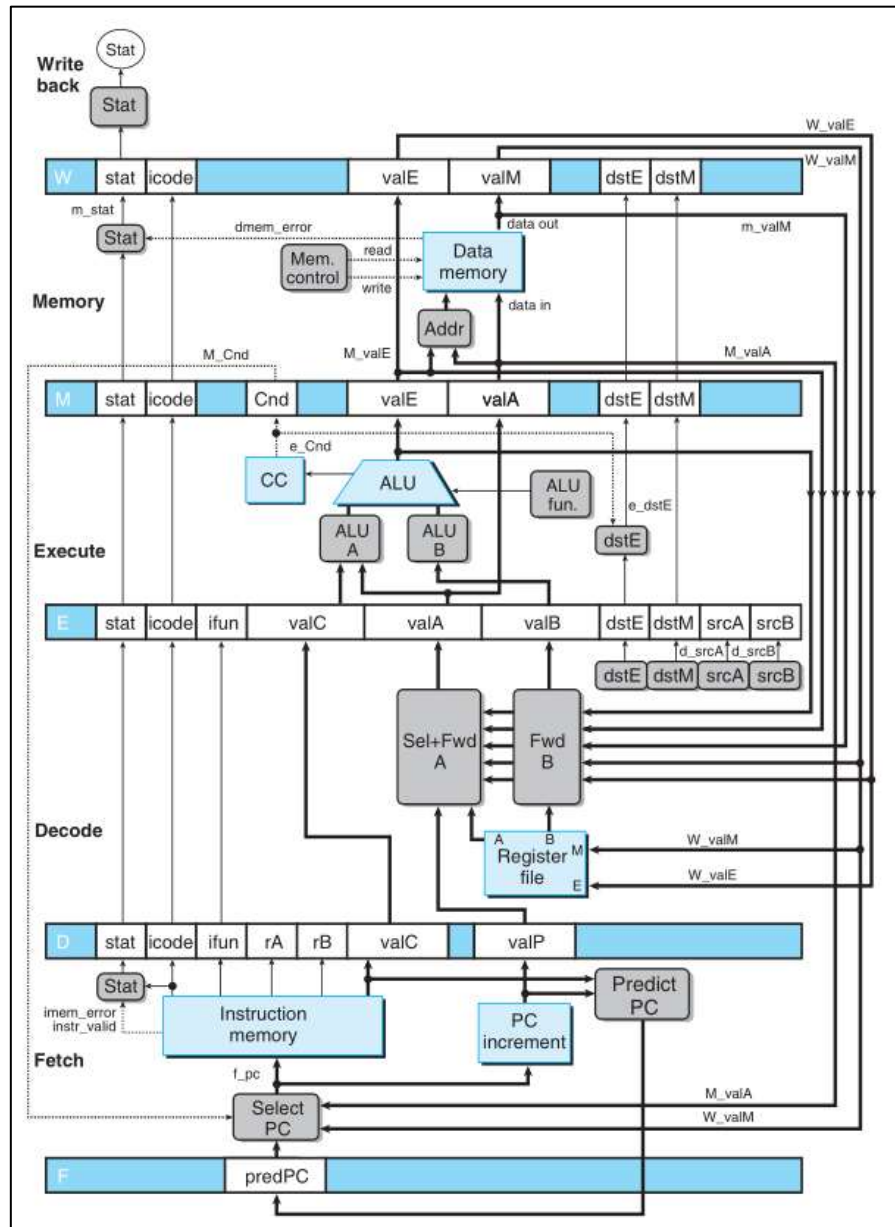 Stat
Write
back
Stat
W_valE
W_valM
W stat icode valE valM dstE dstM
m_stat
data out
m_valM
Stat
dmem_error
Mem.
control
read
write
Data
memory
Memory
data in
Addr
M_Cnd
M_valE
M_valA
M stat icode Cnd valE valA dstE dstM
e_Cnd
CC
ALU
ALU
fun.
e_dstE
ALU
A
ALU
B
dstE
Execute
E stat icode ifun valC valA valB dstE dstM srcA srcB
d_srcA d_srcB
dstE dstM srcA srcB
Sel+Fwd
A
Fwd
B
Decode
A B
Register
file
M
E
W_valM
W_valE
D stat icode ifun rA rB valC valP
Stat
imem_error
instr_valid
Instruction
memory
PC
increment
Predict
PC
Fetch
f_pc
M_valA
W_valM
Select
PC
F predPC